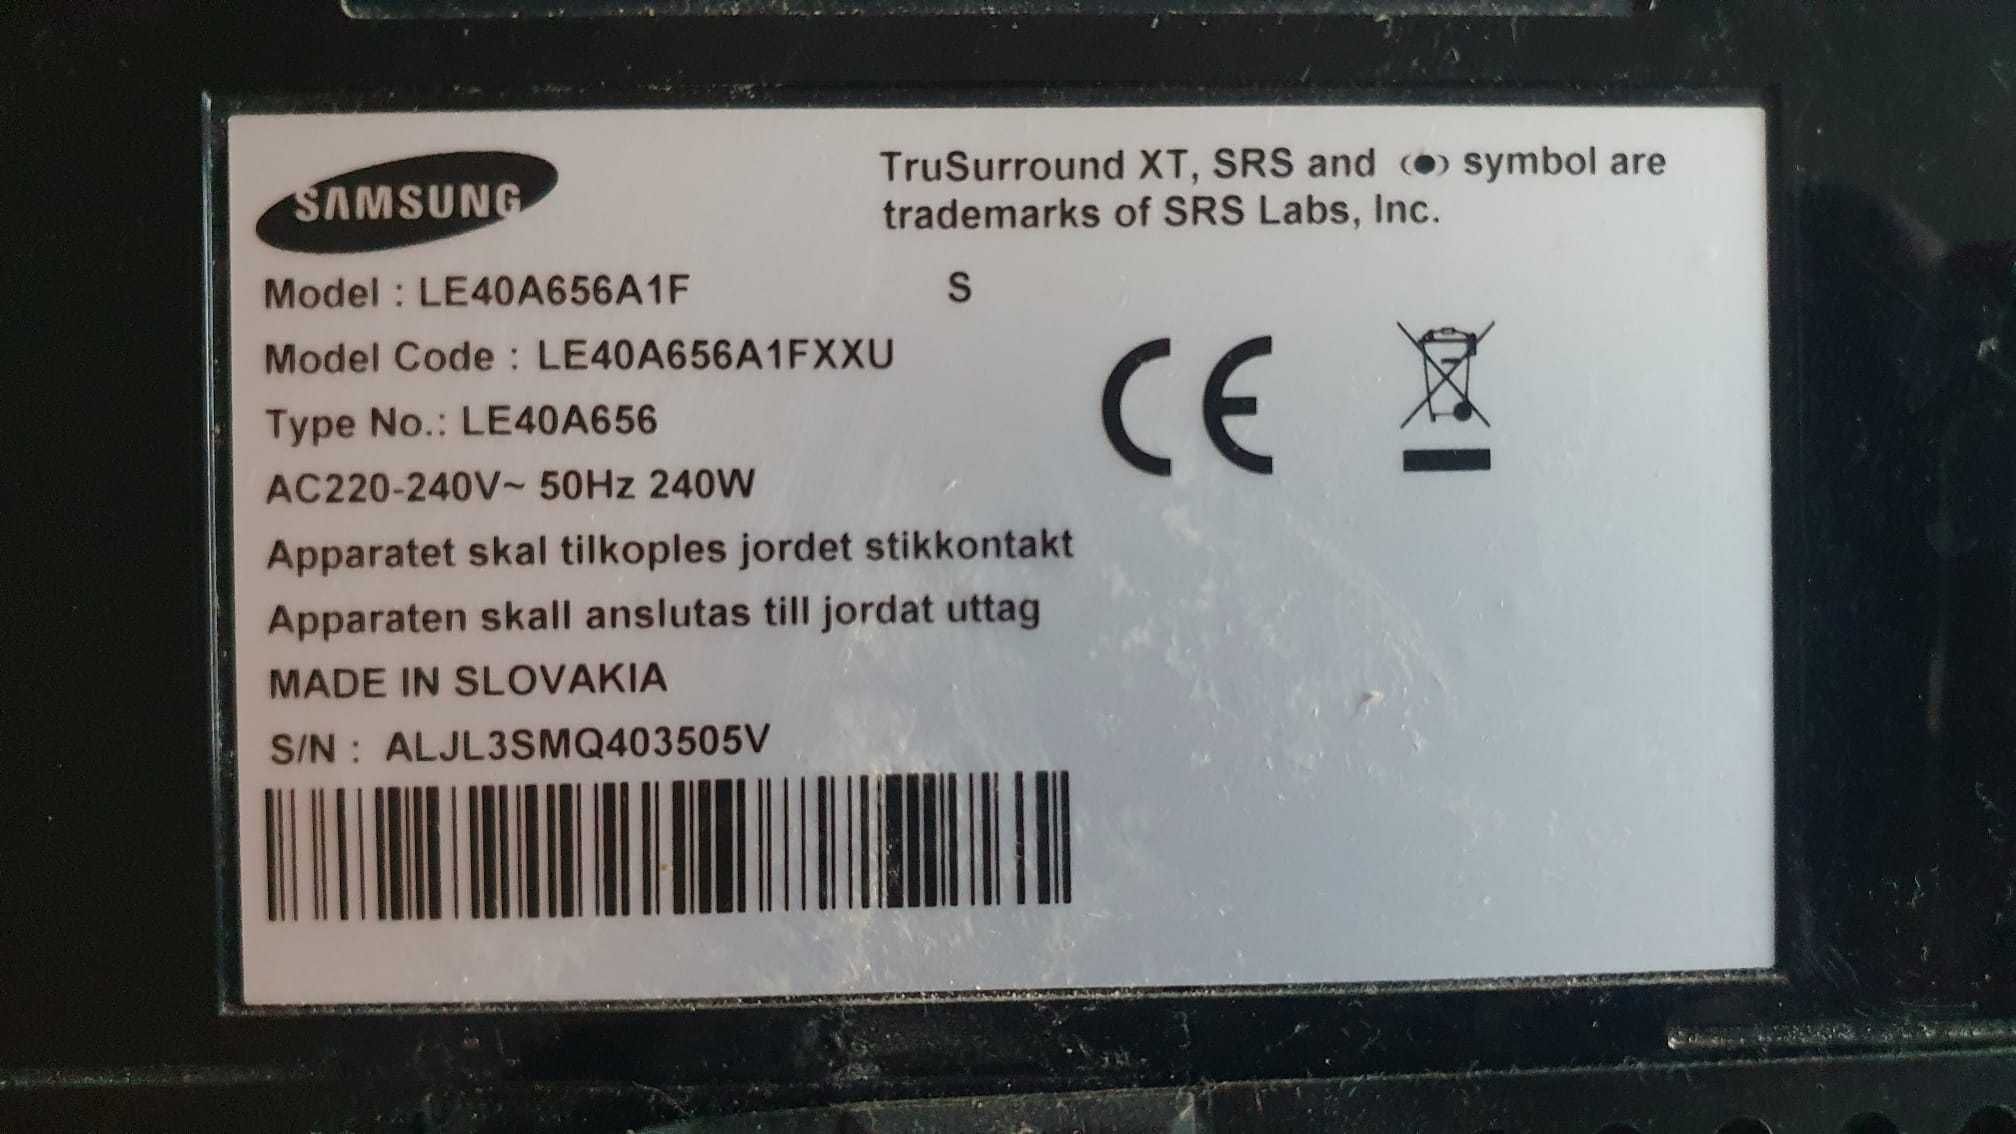 SAMSUNG
TruSurround XT, SRS and (●) symbol are
trademarks of SRS Labs, Inc.
Model : LE40A656A1F S
Model Code : LE40A656A1FXXU
Type No.: LE40A656
AC220-240V~ 50Hz 240W
Apparatet skal tilkoples jordet stikkontakt
Apparaten skall anslutas till jordat uttag
MADE IN SLOVAKIA
S/N : ALJL3SMQ403505V